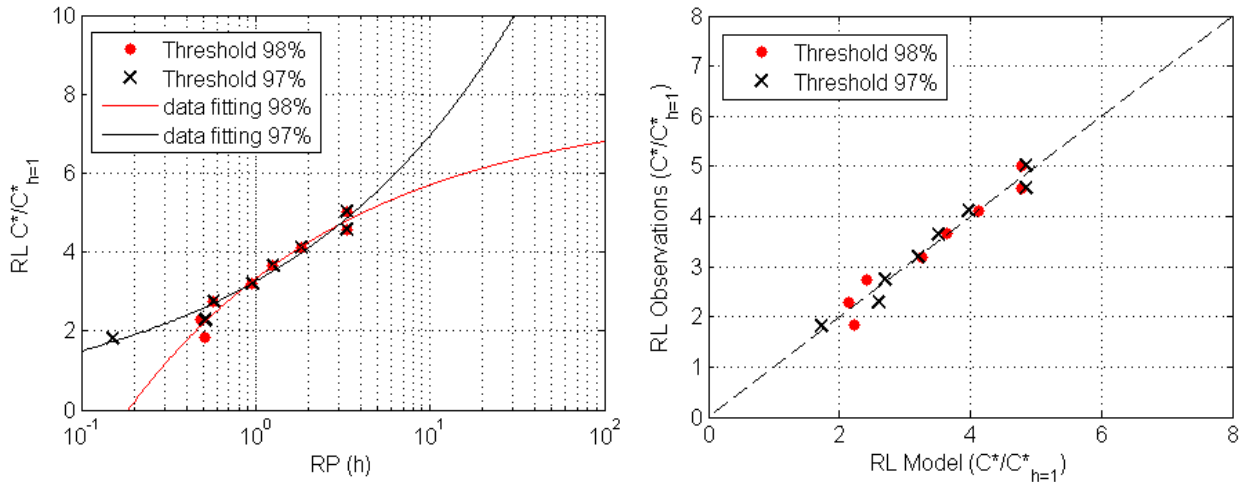 10
8
6
4
2
0
RL C*/C*h=1
Threshold 98%
Threshold 97%
data fitting 98%
data fitting 97%
10^-1
10^0
10^1
10^2
RP (h)
8
7
6
5
4
3
2
1
0
RL Observations (C*/C*h=1)
Threshold 98%
Threshold 97%
0
2
4
6
8
RL Model (C*/C*h=1)